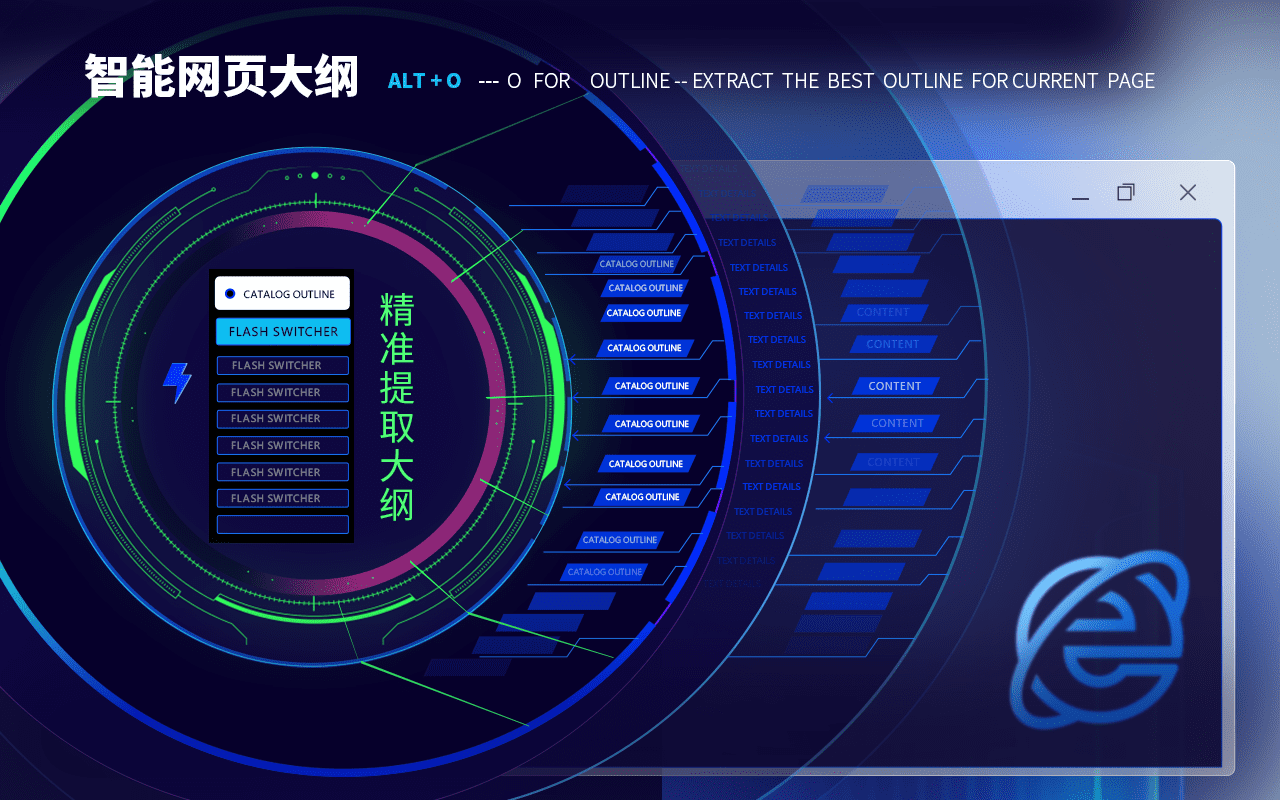 智能网页大纲
ALT + O --- O FOR OUTLINE -- EXTRACT THE BEST OUTLINE FOR CURRENT PAGE
CATALOG OUTLINE
FLASH SWITCHER
FLASH SWITCHER
FLASH SWITCHER
FLASH SWITCHER
FLASH SWITCHER
FLASH SWITCHER
FLASH SWITCHER
精准提取大纲
CATALOG OUTLINE
CATALOG OUTLINE
CATALOG OUTLINE
CATALOG OUTLINE
CATALOG OUTLINE
CATALOG OUTLINE
CATALOG OUTLINE
CATALOG OUTLINE
CATALOG OUTLINE
CATALOG OUTLINE
TEXT DETAILS
TEXT DETAILS
TEXT DETAILS
TEXT DETAILS
TEXT DETAILS
TEXT DETAILS
TEXT DETAILS
TEXT DETAILS
TEXT DETAILS
TEXT DETAILS
TEXT DETAILS
TEXT DETAILS
TEXT DETAILS
CONTENT
CONTENT
CONTENT
CONTENT
CONTENT